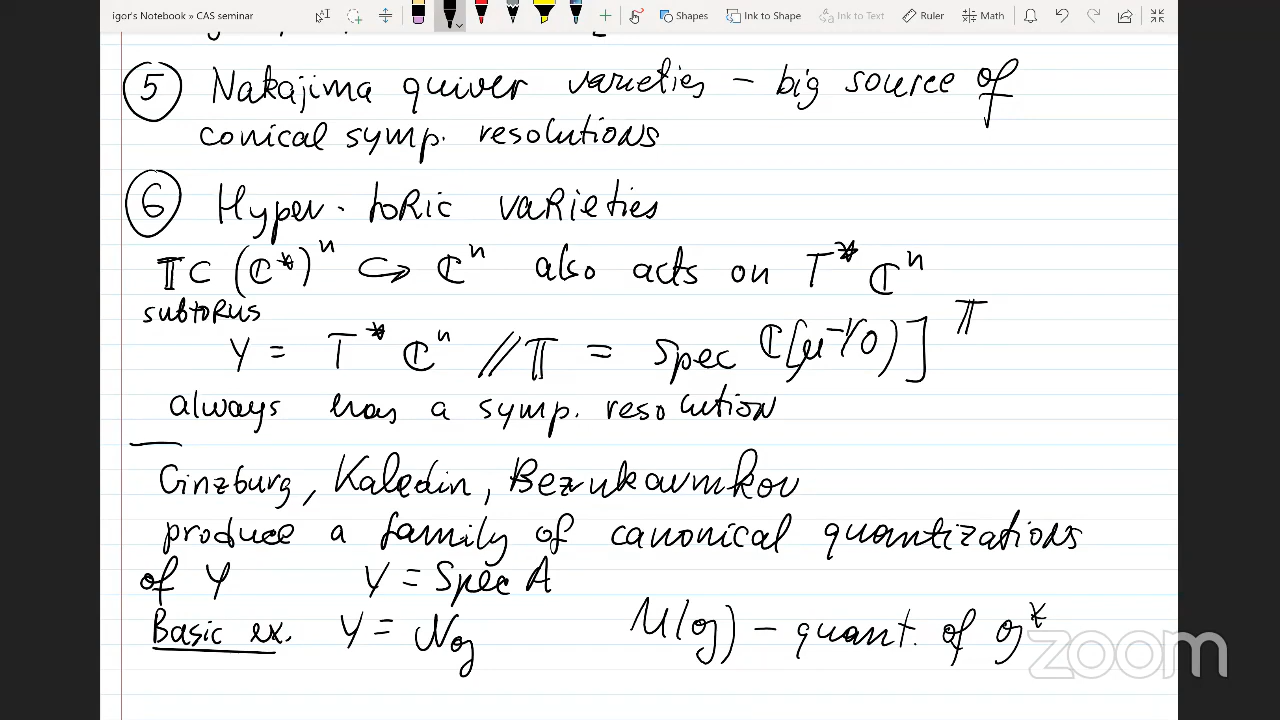 igor's Notebook » CAS seminar
Shapes Ink to Shape Ink to Text Ruler Math
⑤ Nakajima quiver varieties – big source of
conical symp. resolutions
⑥ Hyper-toric varieties
𝕋 ⊂ (ℂ*)ⁿ ↪ ℂⁿ also acts on T*ℂⁿ
subtorus
Y = T*ℂⁿ // 𝕋 = Spec ℂ[μ⁻¹(0)]^𝕋
always has a symp. resolution
Ginzburg, Kaledin, Bezrukavnikov
produce a family of canonical quantizations
of Y Y = Spec A
Basic ex. Y = N_g U(g) – quant. of g*
zoom